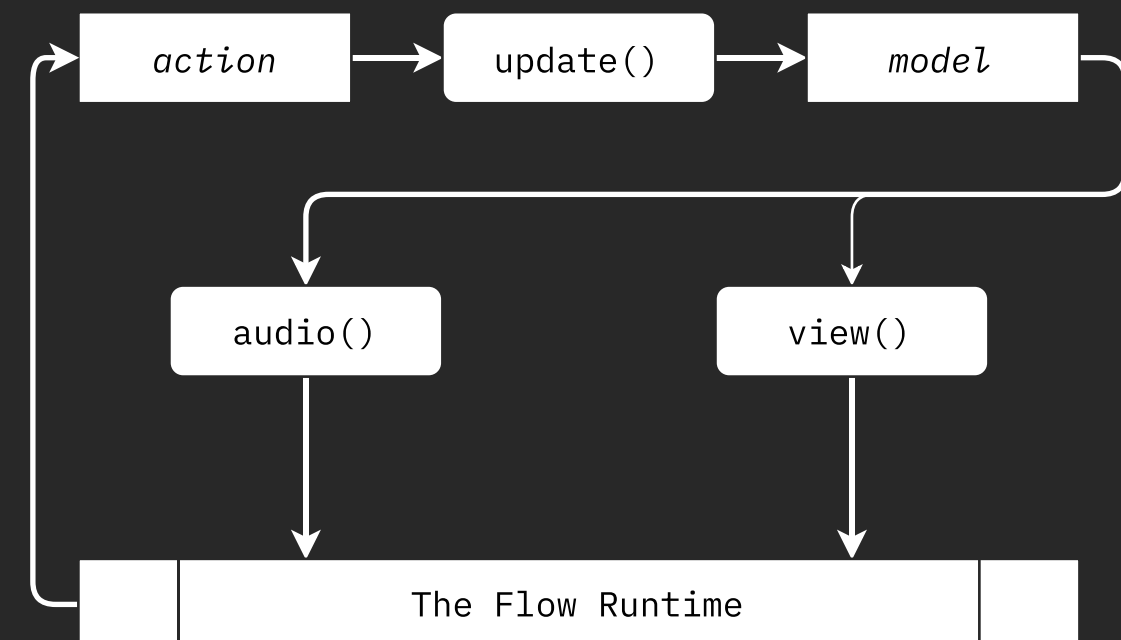 action
update()
model
audio()
view()
The Flow Runtime